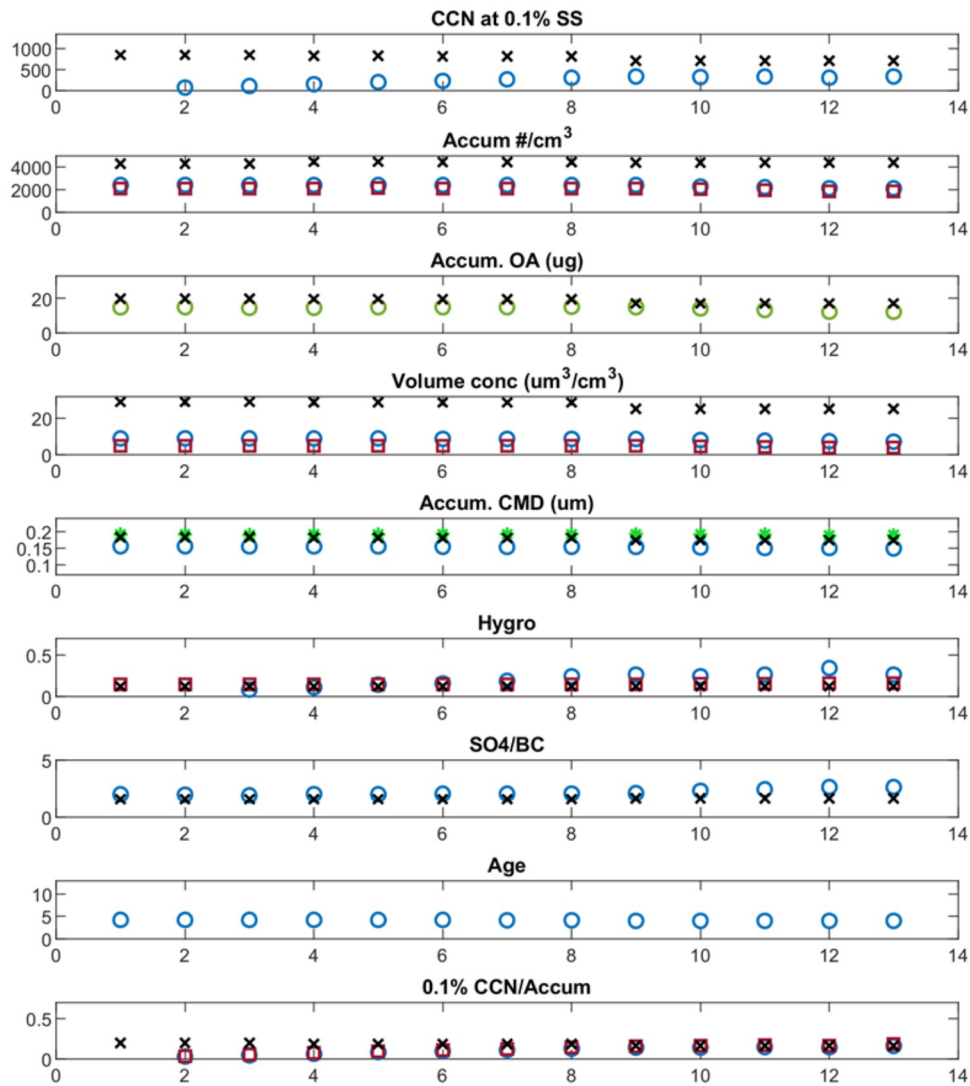 CCN at 0.1% SS
1000
500
0
0 2 4 6 8 10 12 14
Accum #/cm³
4000
2000
0
0 2 4 6 8 10 12 14
Accum. OA (ug)
20
0
0 2 4 6 8 10 12 14
Volume conc (um³/cm³)
20
0
0 2 4 6 8 10 12 14
Accum. CMD (um)
0.2
0.15
0.1
0 2 4 6 8 10 12 14
Hygro
0.5
0
0 2 4 6 8 10 12 14
SO4/BC
5
0
0 2 4 6 8 10 12 14
Age
10
5
0
0 2 4 6 8 10 12 14
0.1% CCN/Accum
0.5
0
0 2 4 6 8 10 12 14